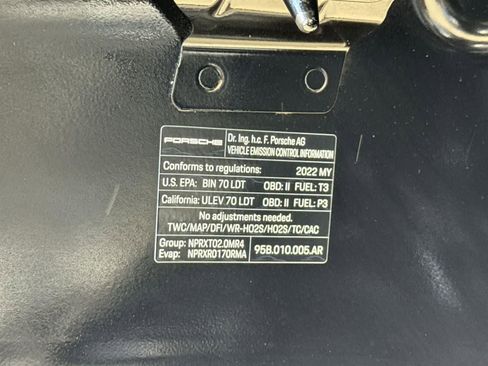 PORSCHE
Dr. Ing. h.c. F. Porsche AG
VEHICLE EMISSION CONTROL INFORMATION
Conforms to regulations: 2022 MY
U.S. EPA: BIN 70 LDT OBD: II FUEL: T3
California: ULEV 70 LDT OBD: II FUEL: P3
No adjustments needed.
TWC/MAP/DFI/WR-HO2S/HO2S/TC/CAC
Group: NPRXT02.0MR4
Evap: NPRXR0170RMA
95B.010.005.AR